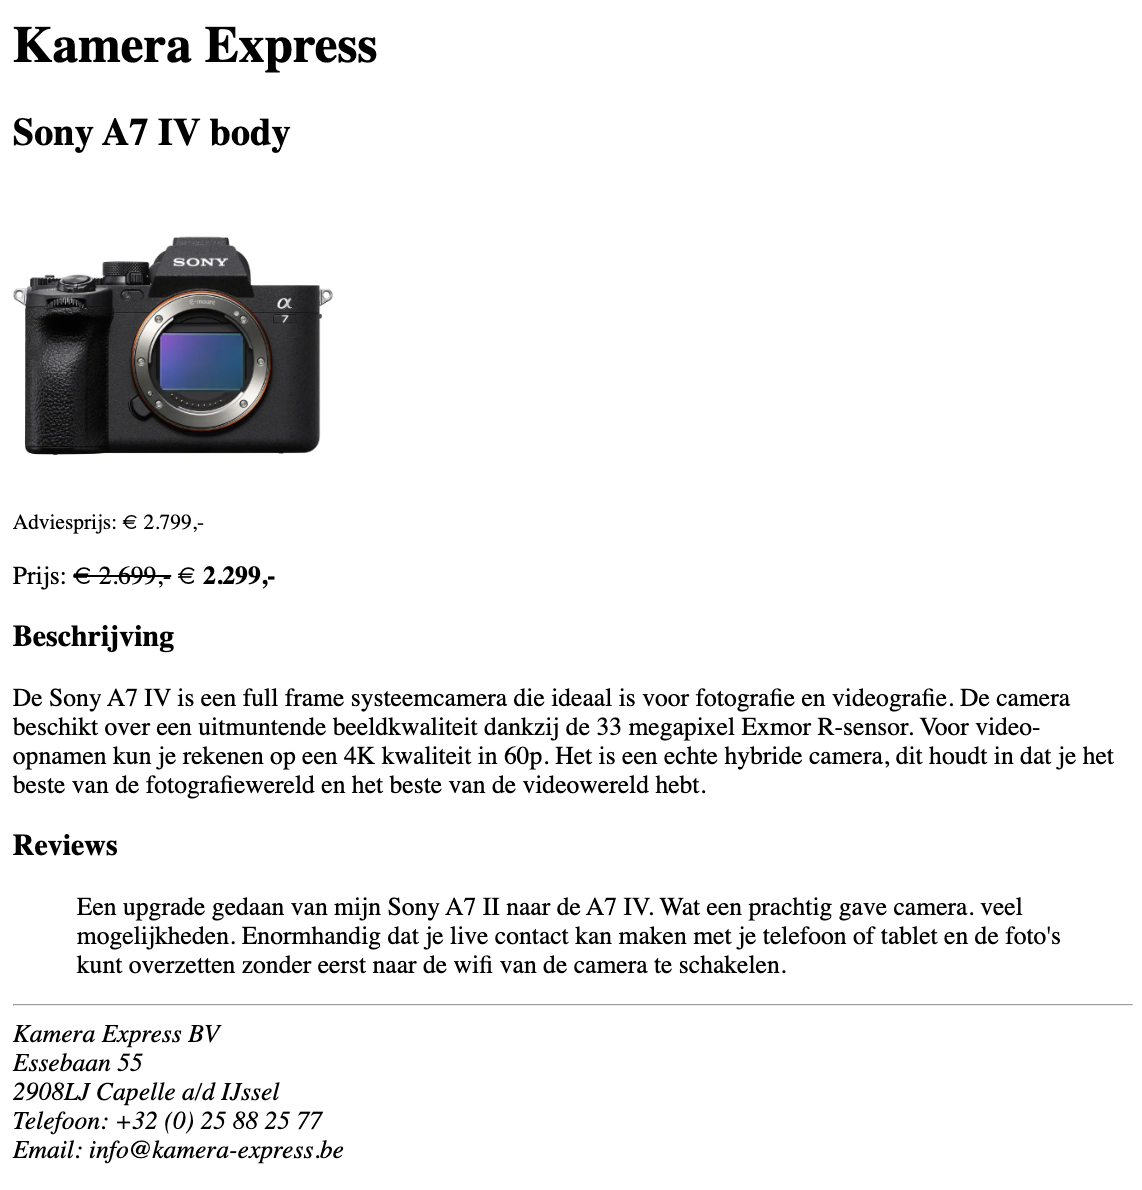 Kamera Express
Sony A7 IV body
SONY
E-mount
α
7
Adviesprijs: € 2.799,-
Prijs: € 2.699,- € 2.299,-
Beschrijving
De Sony A7 IV is een full frame systeemcamera die ideaal is voor fotografie en videografie. De camera
beschikt over een uitmuntende beeldkwaliteit dankzij de 33 megapixel Exmor R-sensor. Voor video-
opnamen kun je rekenen op een 4K kwaliteit in 60p. Het is een echte hybride camera, dit houdt in dat je het
beste van de fotografiewereld en het beste van de videowereld hebt.
Reviews
Een upgrade gedaan van mijn Sony A7 II naar de A7 IV. Wat een prachtig gave camera. veel
mogelijkheden. Enormhandig dat je live contact kan maken met je telefoon of tablet en de foto's
kunt overzetten zonder eerst naar de wifi van de camera te schakelen.
Kamera Express BV
Essebaan 55
2908LJ Capelle a/d IJssel
Telefoon: +32 (0) 25 88 25 77
Email: info@kamera-express.be